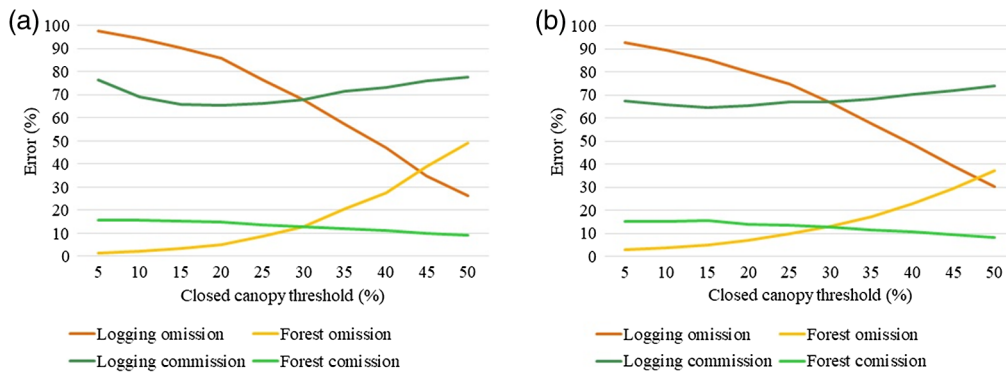 (a)
100
90
80
70
60
50
40
30
20
10
0
Error (%)
5 10 15 20 25 30 35 40 45 50
Closed canopy threshold (%)
Logging omission Forest omission
Logging commission Forest comission
(b)
100
90
80
70
60
50
40
30
20
10
0
Error (%)
5 10 15 20 25 30 35 40 45 50
Closed canopy threshold (%)
Logging omission Forest omission
Logging commission Forest comission